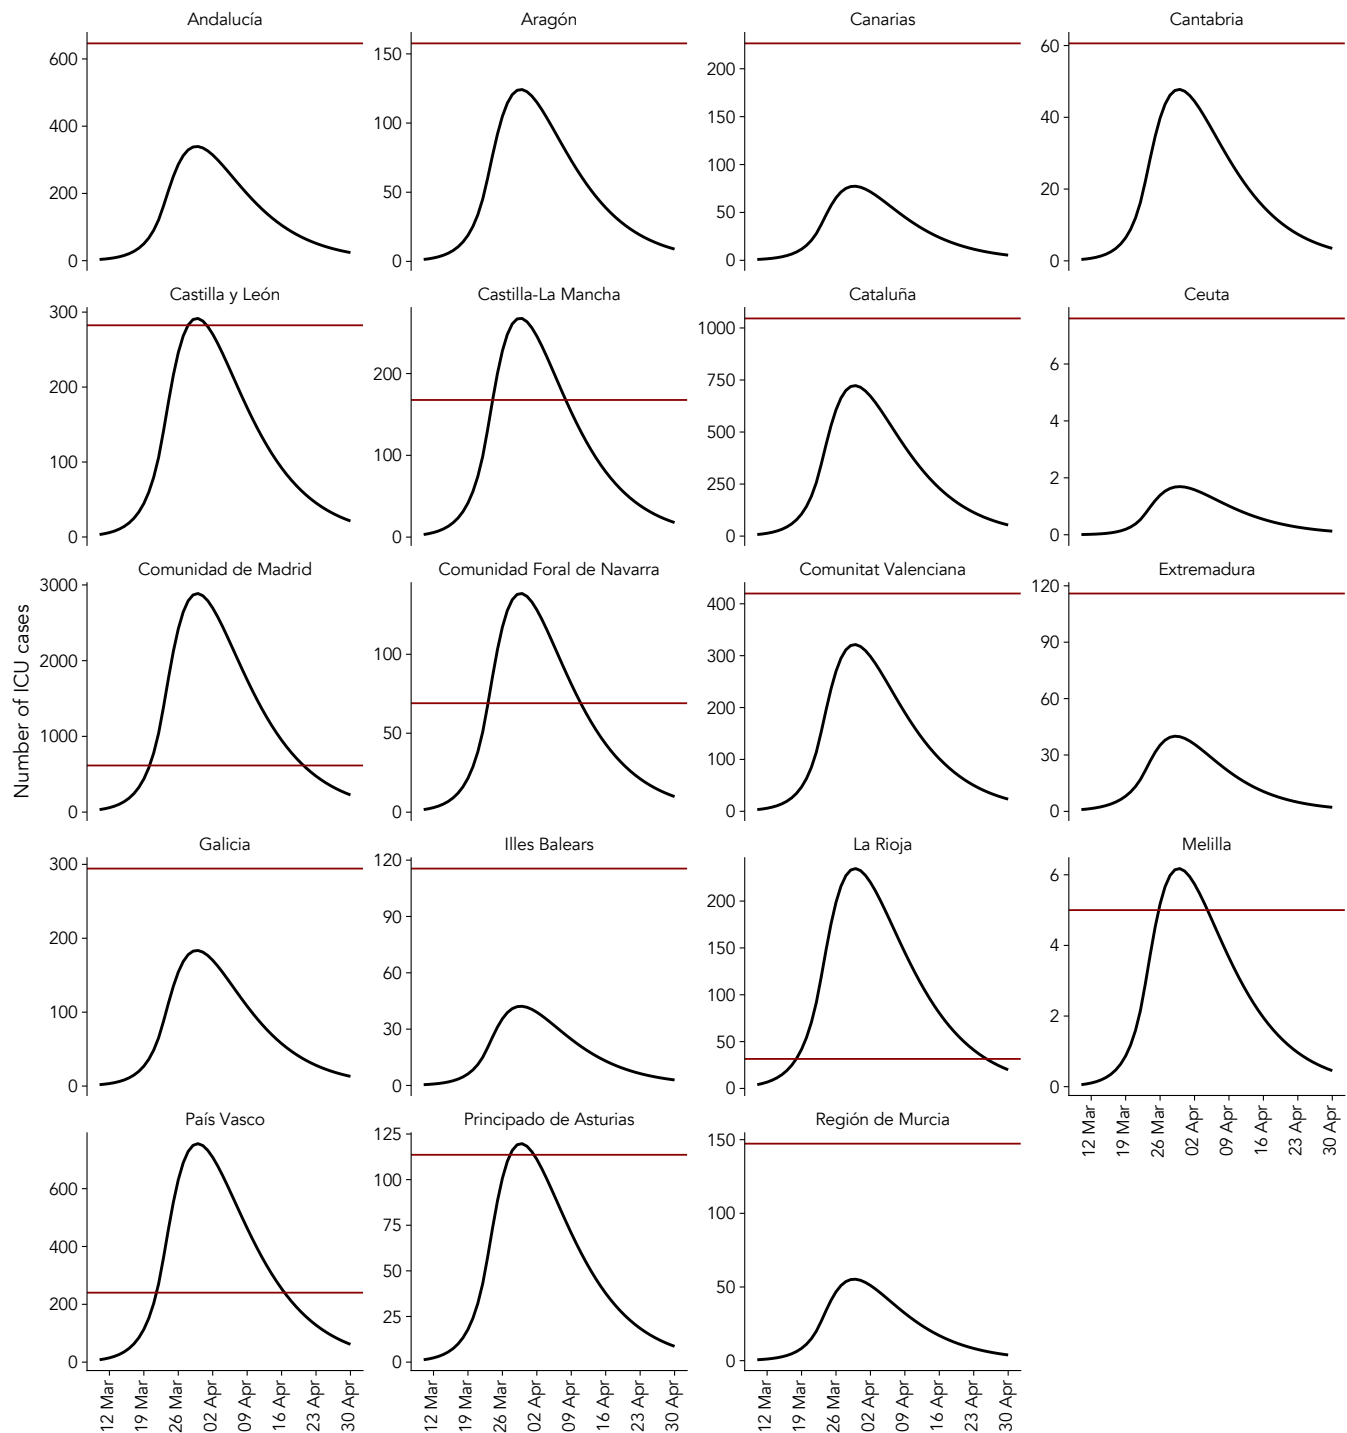 Andalucía
Aragón
Canarias
Cantabria
600
400
200
0
150
100
50
0
200
150
100
50
0
60
40
20
0
Castilla y León
Castilla-La Mancha
Cataluña
Ceuta
300
200
100
0
200
100
0
1000
750
500
250
0
6
4
2
0
Comunidad de Madrid
Comunidad Foral de Navarra
Comunitat Valenciana
Extremadura
Number of ICU cases
3000
2000
1000
0
100
50
0
400
300
200
100
0
120
90
60
30
0
Galicia
Illes Balears
La Rioja
Melilla
300
200
100
0
120
90
60
30
0
200
150
100
50
0
6
4
2
0
12 Mar
19 Mar
26 Mar
02 Apr
09 Apr
16 Apr
23 Apr
30 Apr
País Vasco
Principado de Asturias
Región de Murcia
600
400
200
0
125
100
75
50
25
0
150
100
50
0
12 Mar
19 Mar
26 Mar
02 Apr
09 Apr
16 Apr
23 Apr
30 Apr
12 Mar
19 Mar
26 Mar
02 Apr
09 Apr
16 Apr
23 Apr
30 Apr
12 Mar
19 Mar
26 Mar
02 Apr
09 Apr
16 Apr
23 Apr
30 Apr